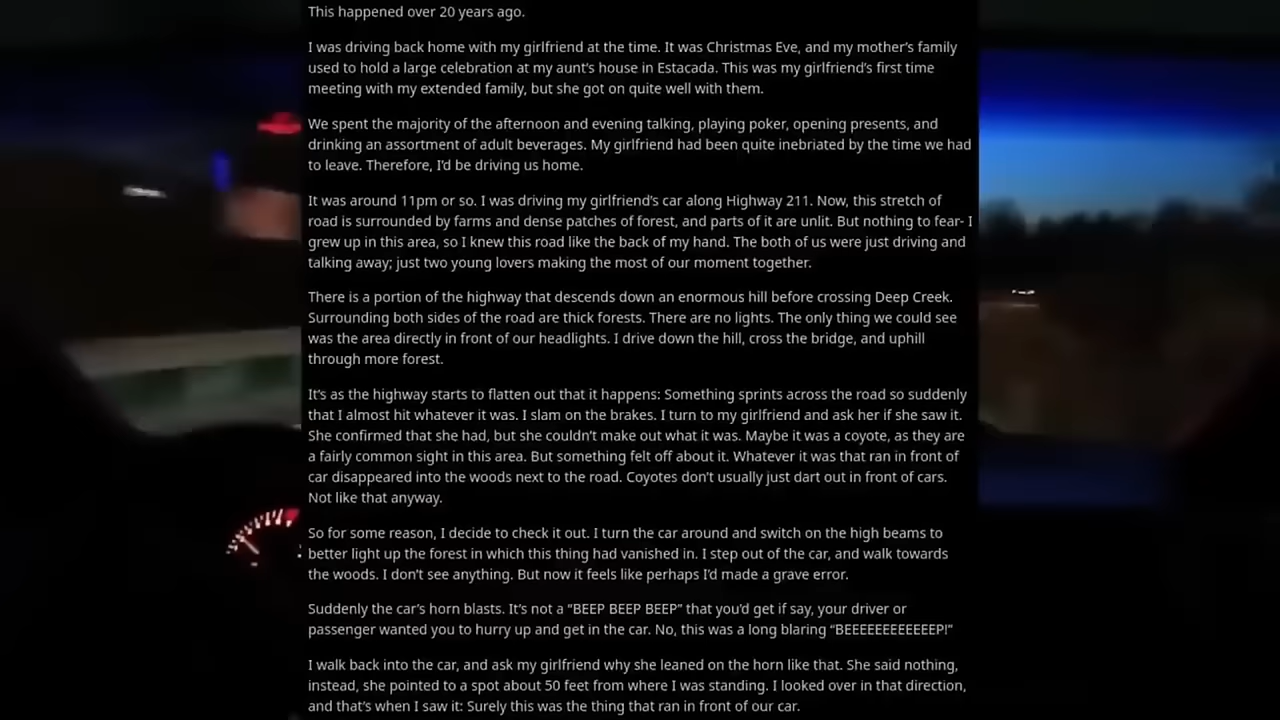 This happened over 20 years ago.
I was driving back home with my girlfriend at the time. It was Christmas Eve, and my mother's family
used to hold a large celebration at my aunt's house in Estacada. This was my girlfriend's first time
meeting with my extended family, but she got on quite well with them.
We spent the majority of the afternoon and evening talking, playing poker, opening presents, and
drinking an assortment of adult beverages. My girlfriend had been quite inebriated by the time we had
to leave. Therefore, I'd be driving us home.
It was around 11pm or so. I was driving my girlfriend's car along Highway 211. Now, this stretch of
road is surrounded by farms and dense patches of forest, and parts of it are unlit. But nothing to fear- I
grew up in this area, so I knew this road like the back of my hand. The both of us were just driving and
talking away; just two young lovers making the most of our moment together.
There is a portion of the highway that descends down an enormous hill before crossing Deep Creek.
Surrounding both sides of the road are thick forests. There are no lights. The only thing we could see
was the area directly in front of our headlights. I drive down the hill, cross the bridge, and uphill
through more forest.
It's as the highway starts to flatten out that it happens: Something sprints across the road so suddenly
that I almost hit whatever it was. I slam on the brakes. I turn to my girlfriend and ask her if she saw it.
She confirmed that she had, but she couldn't make out what it was. Maybe it was a coyote, as they are
a fairly common sight in this area. But something felt off about it. Whatever it was that ran in front of
car disappeared into the woods next to the road. Coyotes don't usually just dart out in front of cars.
Not like that anyway.
So for some reason, I decide to check it out. I turn the car around and switch on the high beams to
better light up the forest in which this thing had vanished in. I step out of the car, and walk towards
the woods. I don't see anything. But now it feels like perhaps I'd made a grave error.
Suddenly the car's horn blasts. It's not a “BEEP BEEP BEEP” that you'd get if say, your driver or
passenger wanted you to hurry up and get in the car. No, this was a long blaring “BEEEEEEEEEEEEP!”
I walk back into the car, and ask my girlfriend why she leaned on the horn like that. She said nothing,
instead, she pointed to a spot about 50 feet from where I was standing. I looked over in that direction,
and that's when I saw it: Surely this was the thing that ran in front of our car.